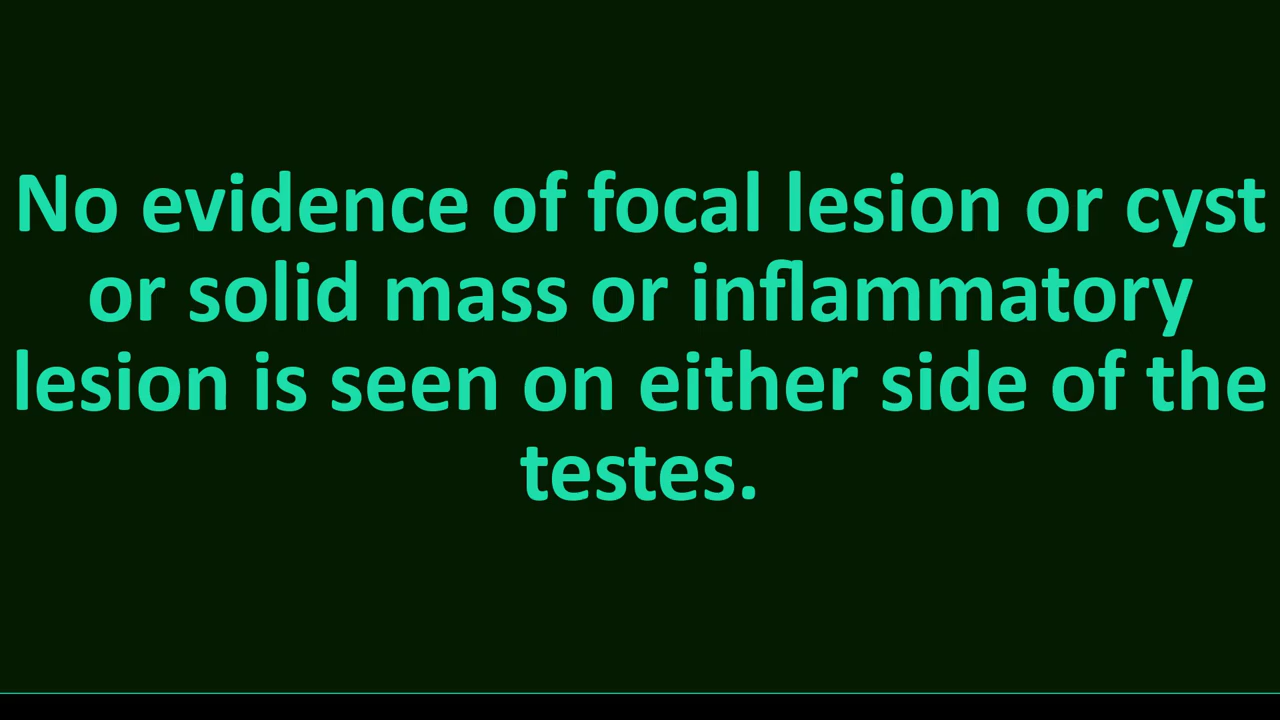 No evidence of focal lesion or cyst
or solid mass or inflammatory
lesion is seen on either side of the
testes.